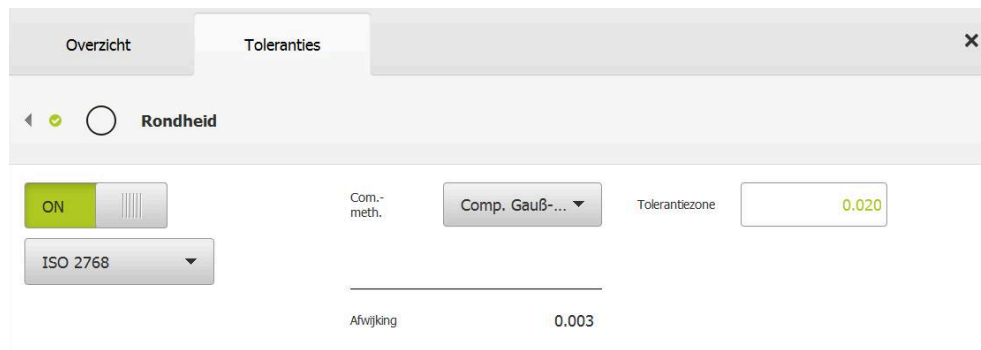 Overzicht Toleranties
Rondheid
ON Com.-
meth. Comp. Gauß-... Tolerantiezone 0.020
ISO 2768
Afwijking 0.003